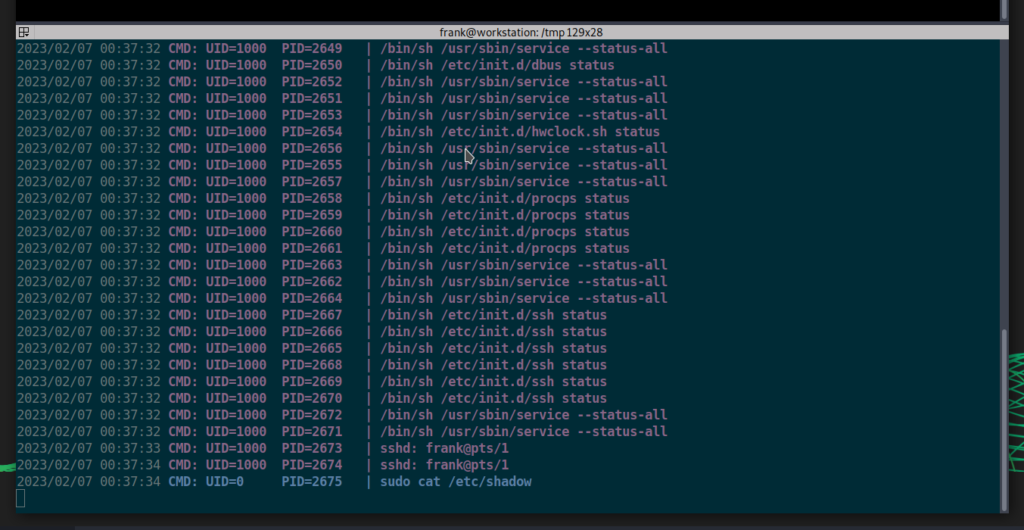 frank@workstation: /tmp 129x28
2023/02/07 00:37:32 CMD: UID=1000  PID=2649   | /bin/sh /usr/sbin/service --status-all
2023/02/07 00:37:32 CMD: UID=1000  PID=2650   | /bin/sh /etc/init.d/dbus status
2023/02/07 00:37:32 CMD: UID=1000  PID=2652   | /bin/sh /usr/sbin/service --status-all
2023/02/07 00:37:32 CMD: UID=1000  PID=2651   | /bin/sh /usr/sbin/service --status-all
2023/02/07 00:37:32 CMD: UID=1000  PID=2653   | /bin/sh /usr/sbin/service --status-all
2023/02/07 00:37:32 CMD: UID=1000  PID=2654   | /bin/sh /etc/init.d/hwclock.sh status
2023/02/07 00:37:32 CMD: UID=1000  PID=2656   | /bin/sh /usr/sbin/service --status-all
2023/02/07 00:37:32 CMD: UID=1000  PID=2655   | /bin/sh /usr/sbin/service --status-all
2023/02/07 00:37:32 CMD: UID=1000  PID=2657   | /bin/sh /usr/sbin/service --status-all
2023/02/07 00:37:32 CMD: UID=1000  PID=2658   | /bin/sh /etc/init.d/procps status
2023/02/07 00:37:32 CMD: UID=1000  PID=2659   | /bin/sh /etc/init.d/procps status
2023/02/07 00:37:32 CMD: UID=1000  PID=2660   | /bin/sh /etc/init.d/procps status
2023/02/07 00:37:32 CMD: UID=1000  PID=2661   | /bin/sh /etc/init.d/procps status
2023/02/07 00:37:32 CMD: UID=1000  PID=2663   | /bin/sh /usr/sbin/service --status-all
2023/02/07 00:37:32 CMD: UID=1000  PID=2662   | /bin/sh /usr/sbin/service --status-all
2023/02/07 00:37:32 CMD: UID=1000  PID=2664   | /bin/sh /usr/sbin/service --status-all
2023/02/07 00:37:32 CMD: UID=1000  PID=2667   | /bin/sh /etc/init.d/ssh status
2023/02/07 00:37:32 CMD: UID=1000  PID=2666   | /bin/sh /etc/init.d/ssh status
2023/02/07 00:37:32 CMD: UID=1000  PID=2665   | /bin/sh /etc/init.d/ssh status
2023/02/07 00:37:32 CMD: UID=1000  PID=2668   | /bin/sh /etc/init.d/ssh status
2023/02/07 00:37:32 CMD: UID=1000  PID=2669   | /bin/sh /etc/init.d/ssh status
2023/02/07 00:37:32 CMD: UID=1000  PID=2670   | /bin/sh /etc/init.d/ssh status
2023/02/07 00:37:32 CMD: UID=1000  PID=2672   | /bin/sh /usr/sbin/service --status-all
2023/02/07 00:37:32 CMD: UID=1000  PID=2671   | /bin/sh /usr/sbin/service --status-all
2023/02/07 00:37:33 CMD: UID=1000  PID=2673   | sshd: frank@pts/1
2023/02/07 00:37:34 CMD: UID=1000  PID=2674   | sshd: frank@pts/1
2023/02/07 00:37:34 CMD: UID=0     PID=2675   | sudo cat /etc/shadow